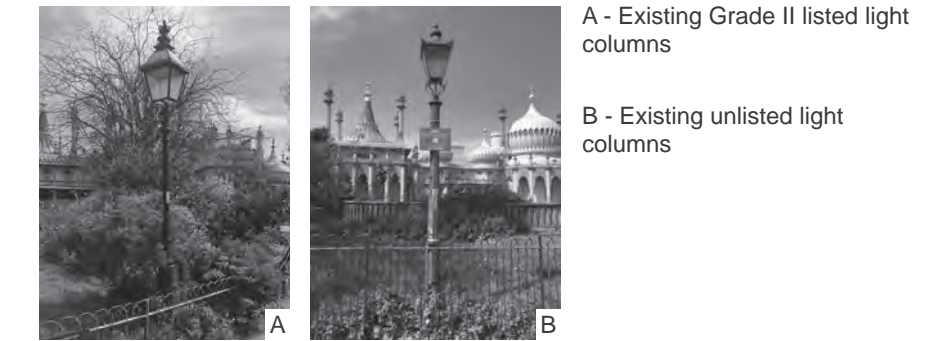 A - Existing Grade II listed light
columns
B - Existing unlisted light
columns
A
B